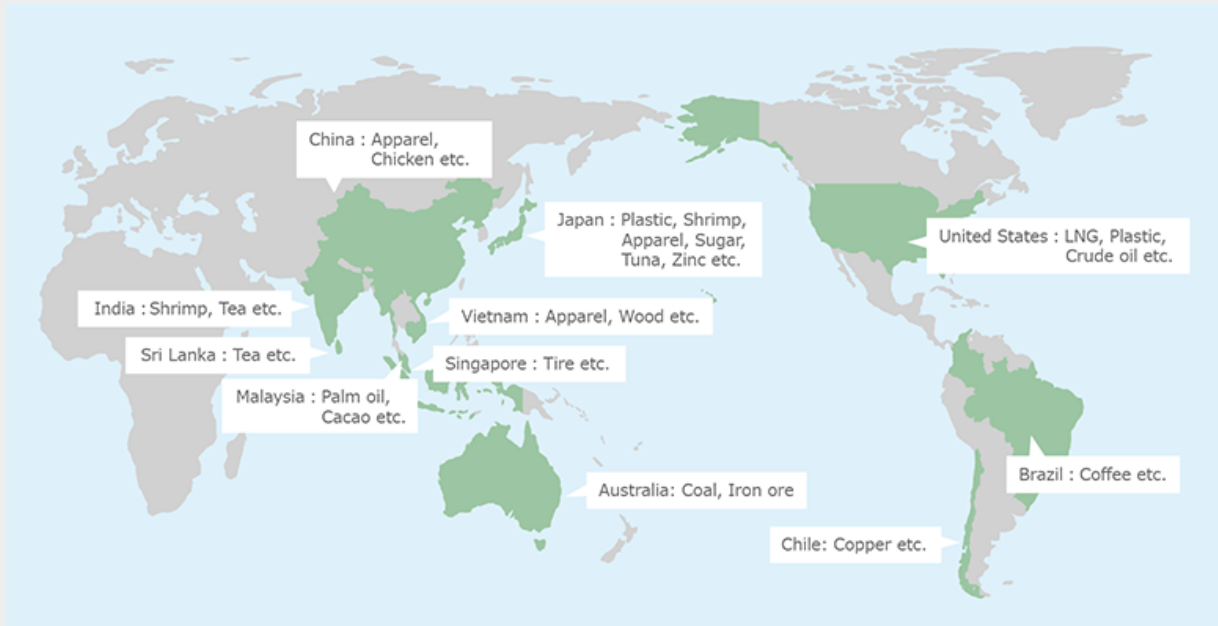 China : Apparel,
Chicken etc.
Japan : Plastic, Shrimp,
Apparel, Sugar,
Tuna, Zinc etc.
United States : LNG, Plastic,
Crude oil etc.
India : Shrimp, Tea etc.
Vietnam : Apparel, Wood etc.
Sri Lanka : Tea etc.
Singapore : Tire etc.
Malaysia : Palm oil,
Cacao etc.
Brazil : Coffee etc.
Australia: Coal, Iron ore
Chile: Copper etc.